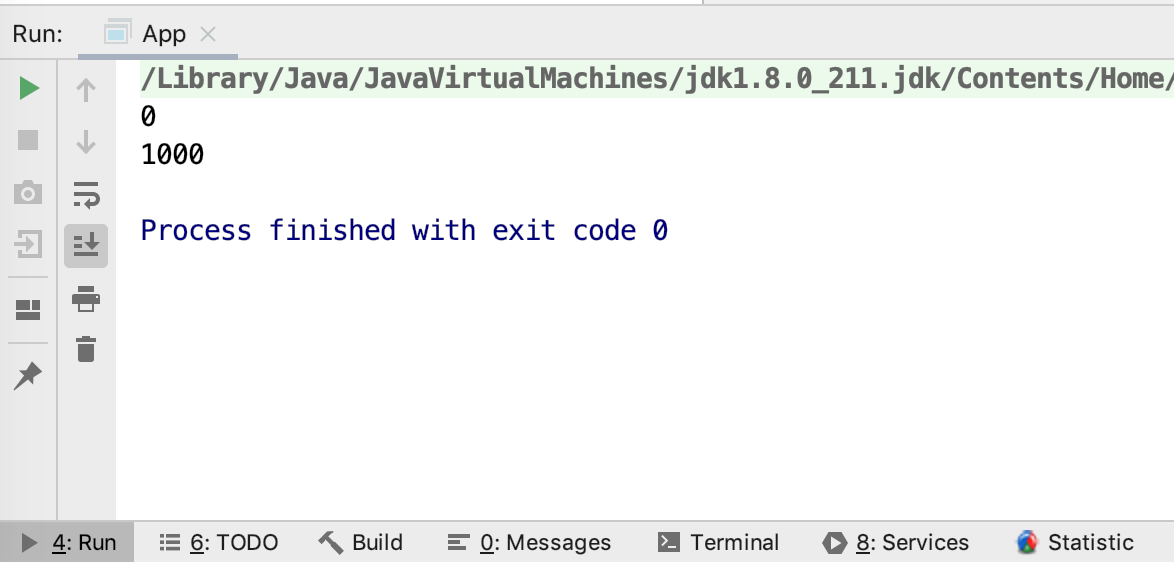 Run: App
/Library/Java/JavaVirtualMachines/jdk1.8.0_211.jdk/Contents/Home/
0
1000
Process finished with exit code 0
4: Run 6: TODO Build 0: Messages Terminal 8: Services Statistic